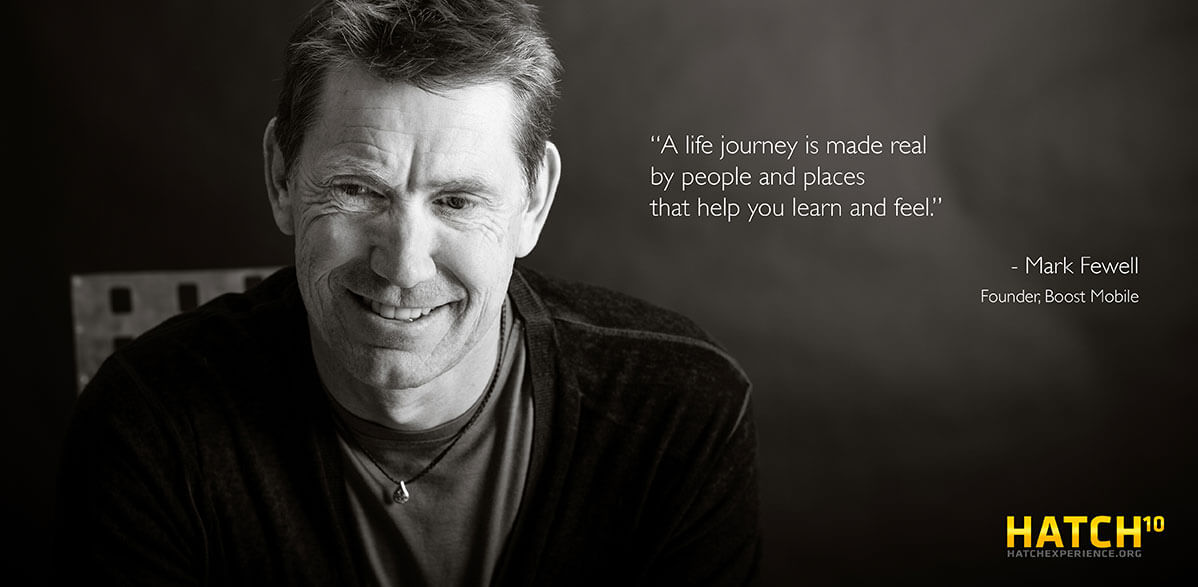 “A life journey is made real
by people and places
that help you learn and feel.”
- Mark Fewell
Founder, Boost Mobile
HATCH10
HATCHEXPERIENCE.ORG